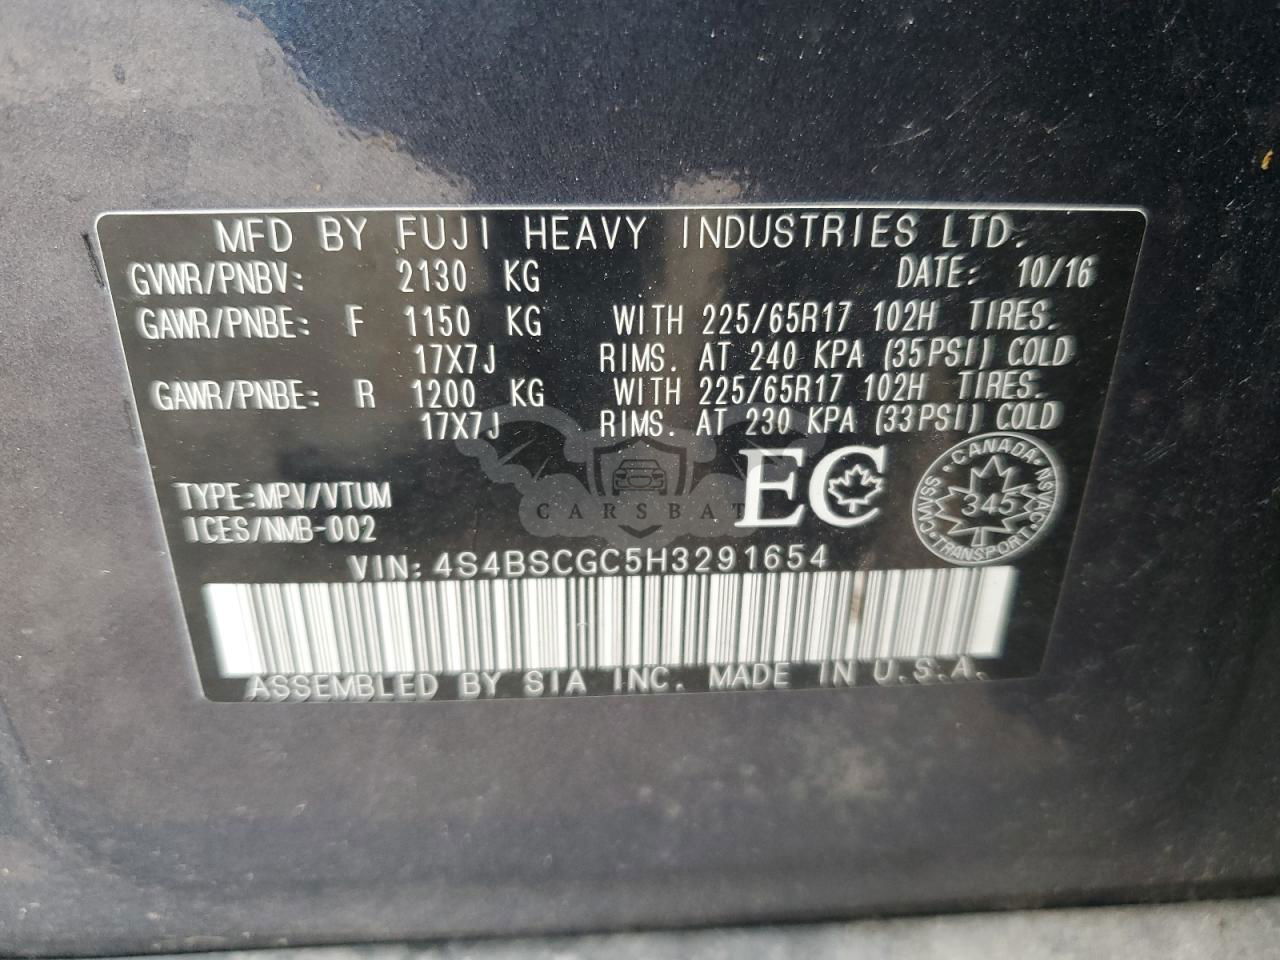 MFD BY FUJI HEAVY INDUSTRIES LTD.
GVWR/PNBV: 2130 KG DATE: 10/16
GAWR/PNBE: F 1150 KG WITH 225/65R17 102H TIRES.
17X7J RIMS. AT 240 KPA (35PSI) COLD
GAWR/PNBE: R 1200 KG WITH 225/65R17 102H TIRES.
17X7J RIMS. AT 230 KPA (33PSI) COLD
EC
CANADA NSVAC TRANSPORT CMVSS
345
TYPE:MPV/VTUM
CARSBAT
ICES/NMB-002
VIN: 4S4BSCGC5H3291654
ASSEMBLED BY SIA INC. MADE IN U.S.A.